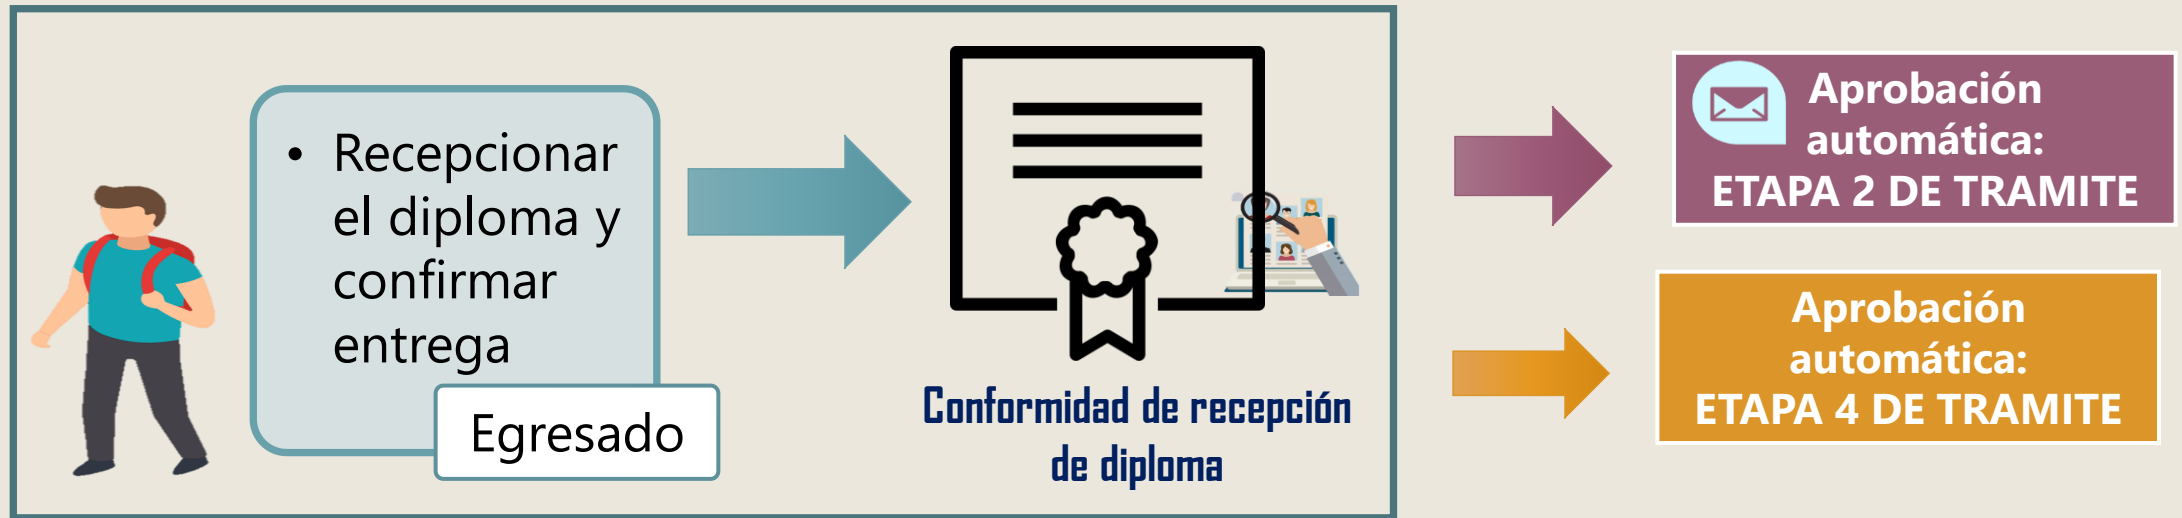 • Recepcionar
el diploma y
confirmar
entrega
Egresado
Conformidad de recepción
de diploma
Aprobación
automática:
ETAPA 2 DE TRAMITE
Aprobación
automática:
ETAPA 4 DE TRAMITE